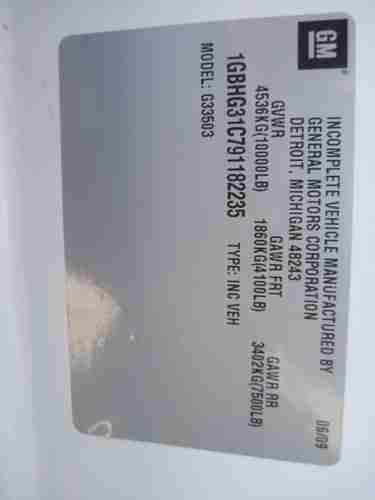 GM
INCOMPLETE VEHICLE MANUFACTURED BY
GENERAL MOTORS CORPORATION
DETROIT, MICHIGAN 48243
06/09
GVWR GAWR FRT GAWR RR
4536KG(10000LB) 1860KG(4100LB) 3402KG(7500LB)
1GBHG31C791182235 TYPE: INC VEH
MODEL: G33503